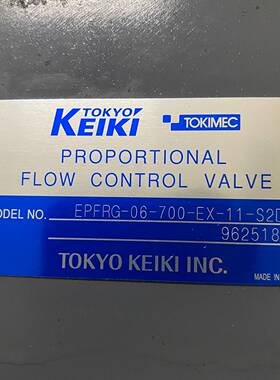 TOKYO
KEIKI TOKIMEC
PROPORTIONAL
FLOW CONTROL VALVE
MODEL NO. EPFRG-06-700-EX-11-S2D
962518
TOKYO KEIKI INC.
MADE IN